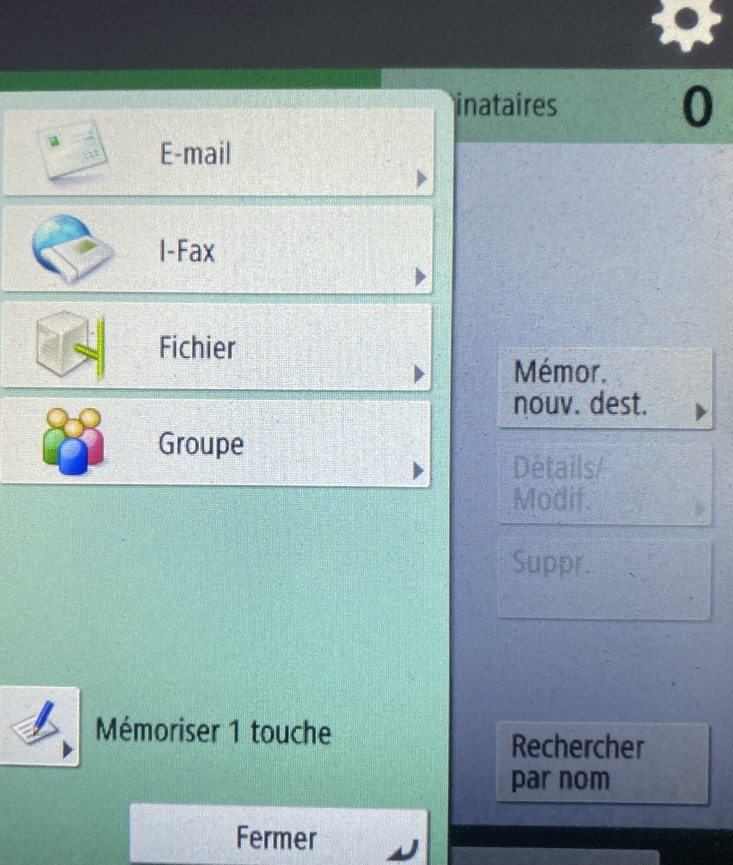 inataires 0
E-mail
I-Fax
Fichier
Groupe
Mémoriser 1 touche
Fermer
Mémor.
nouv. dest.
Détails/
Modif.
Suppr.
Rechercher
par nom